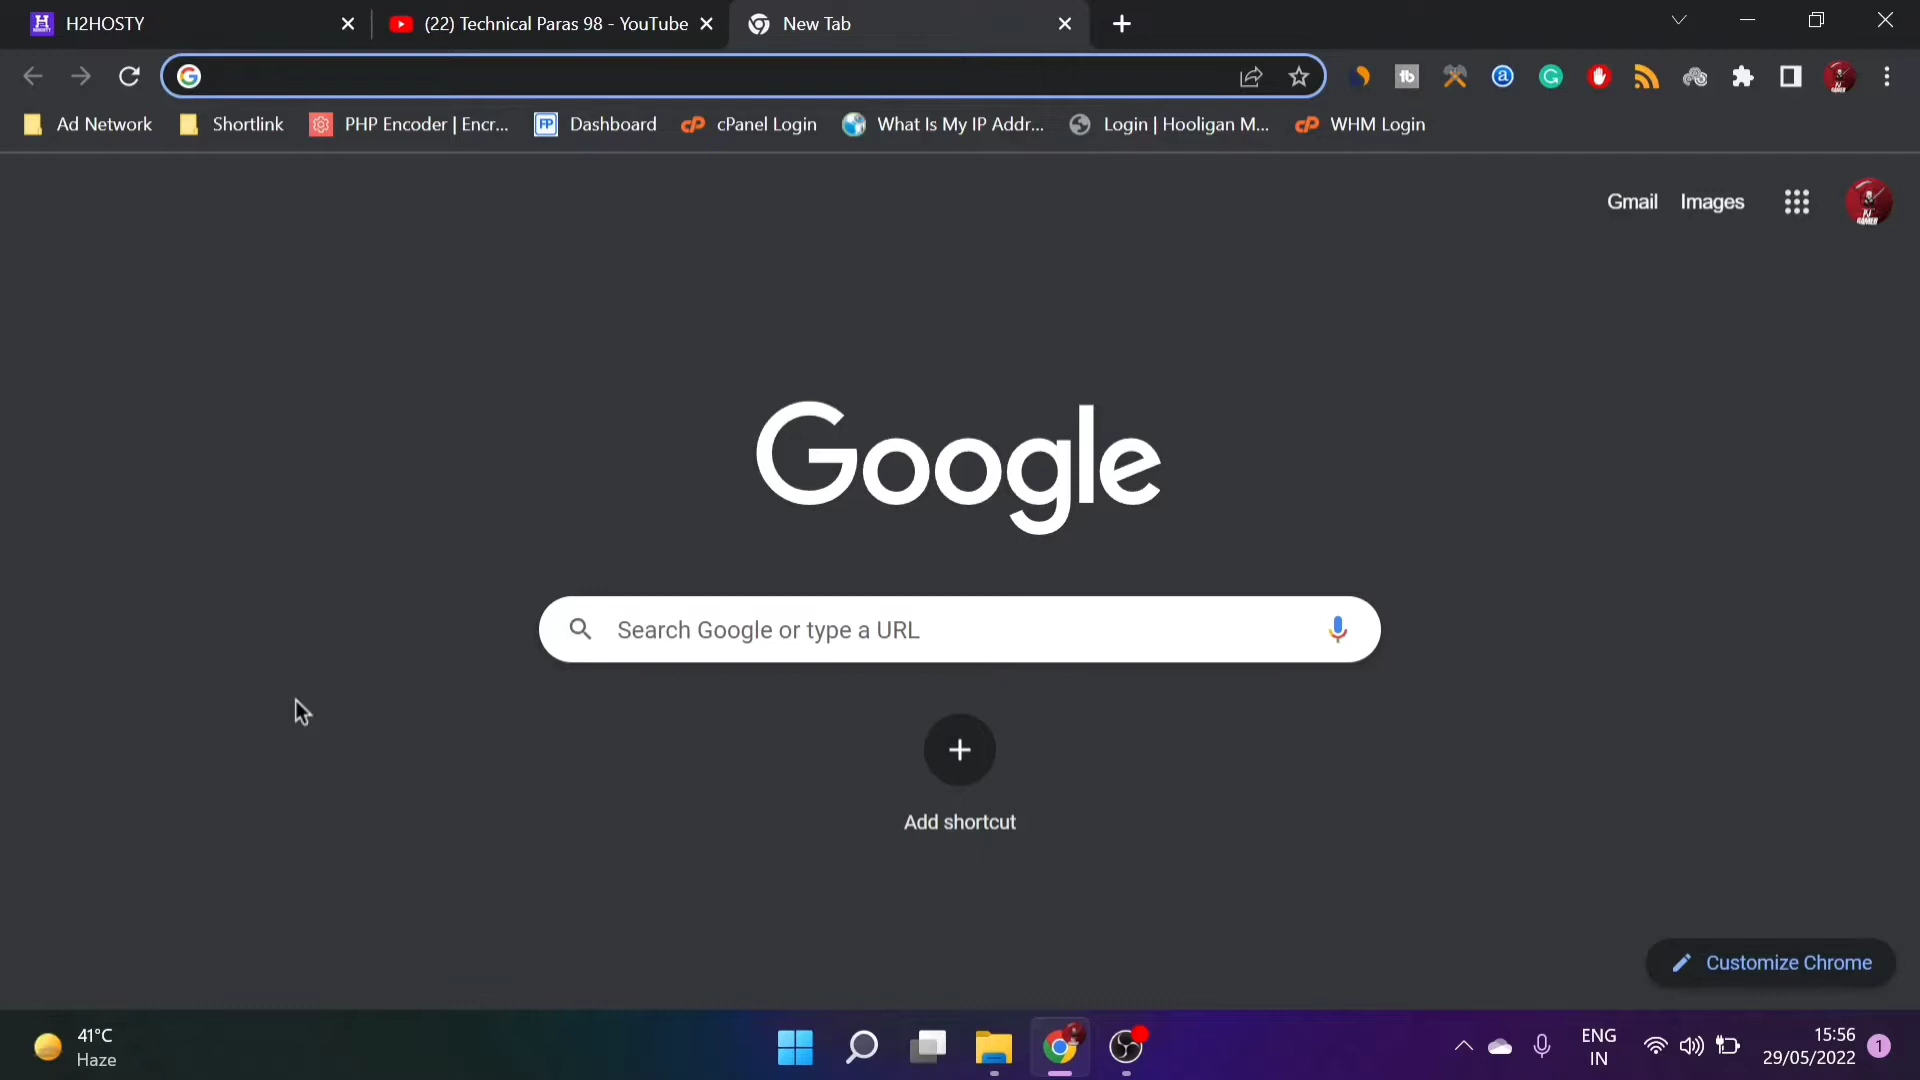 H2HOSTY
(22) Technical Paras 98 - YouTube
New Tab
Ad Network
Shortlink
PHP Encoder | Encr...
Dashboard
cPanel Login
What Is My IP Addr...
Login | Hooligan M...
WHM Login
Gmail
Images
Google
Search Google or type a URL
Add shortcut
Customize Chrome
41°C
Haze
ENG
IN
15:56
29/05/2022
1